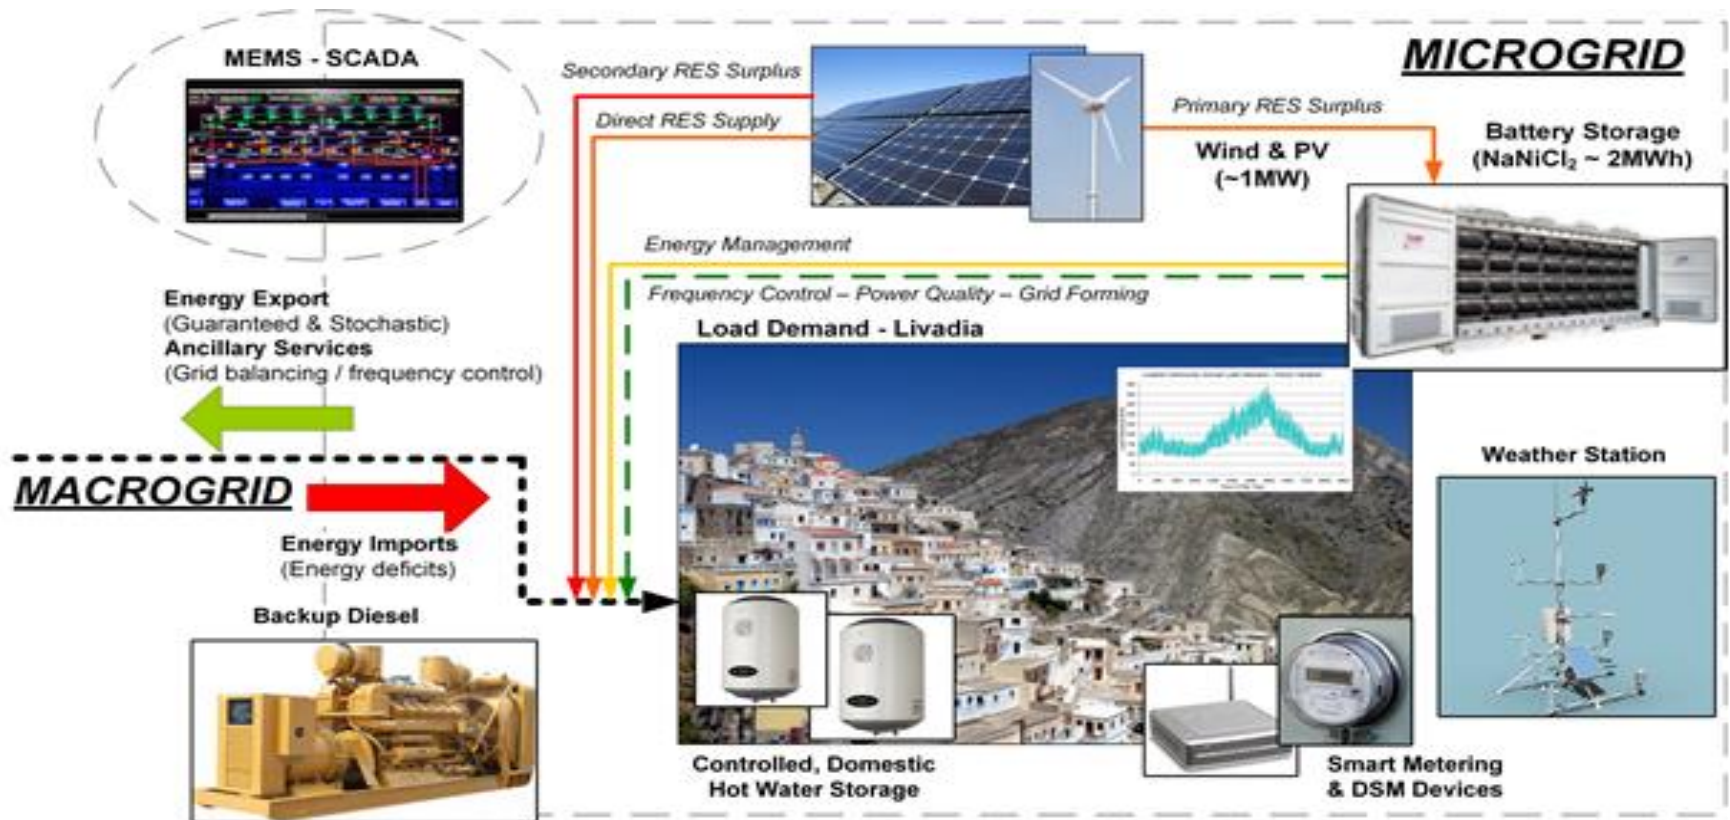 MEMS - SCADA
MICROGRID
Secondary RES Surplus
Direct RES Supply
Primary RES Surplus
Wind & PV
(~1MW)
Battery Storage
(NaNiCl₂ ~ 2MWh)
Energy Management
Frequency Control – Power Quality – Grid Forming
Energy Export
(Guaranteed & Stochastic)
Ancillary Services
(Grid balancing / frequency control)
Load Demand - Livadia
MACROGRID
Energy Imports
(Energy deficits)
Weather Station
Backup Diesel
Controlled, Domestic
Hot Water Storage
Smart Metering
& DSM Devices